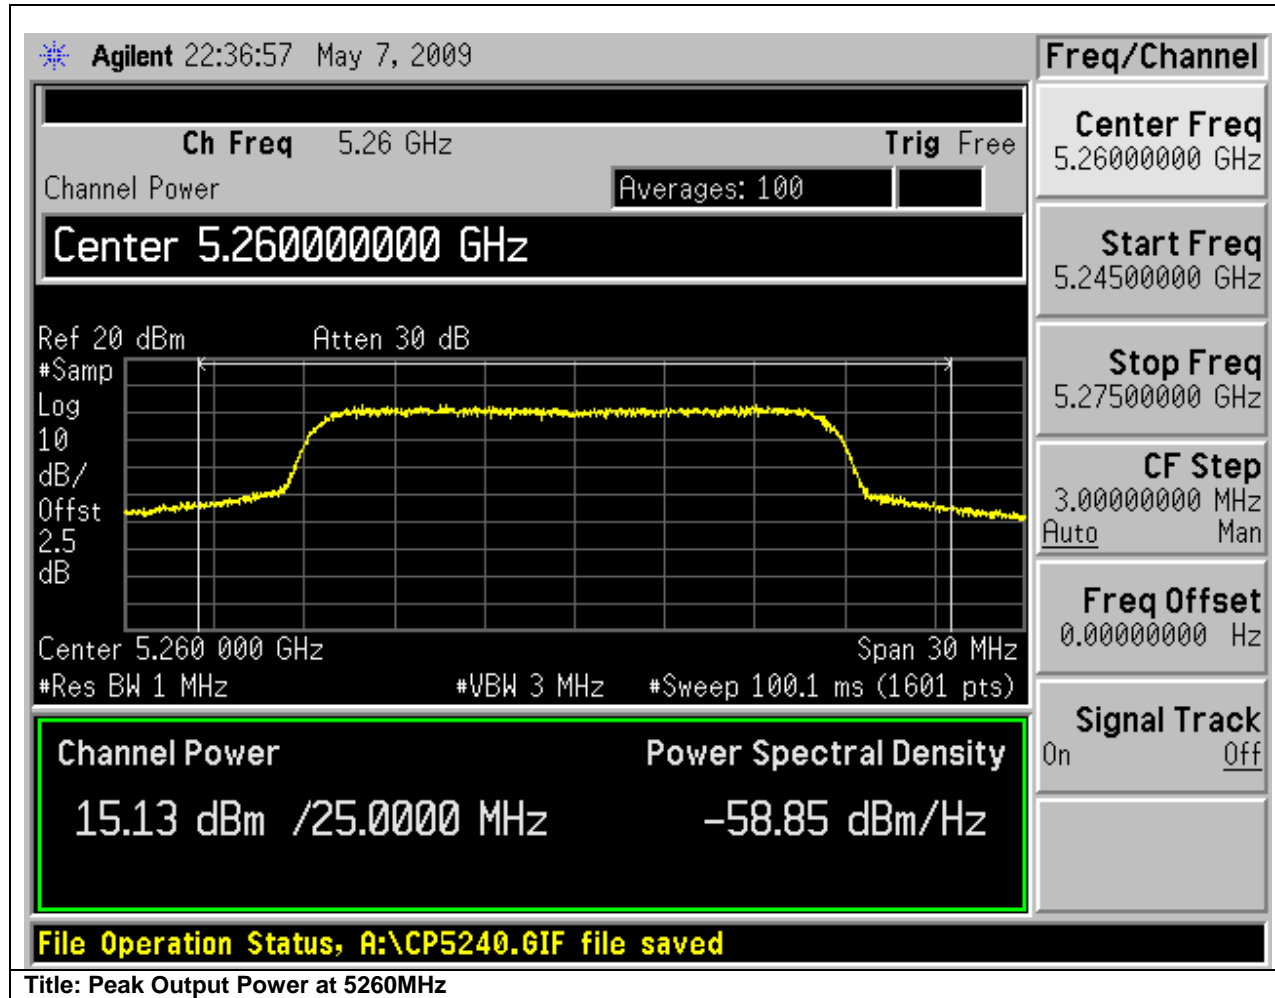 Agilent 22:36:57 May 7, 2009
Freq/Channel
Ch Freq 5.26 GHz Trig Free
Channel Power Averages: 100
Center 5.260000000 GHz
Ref 20 dBm Atten 30 dB
#Samp
Log
10
dB/
Offst
2.5
dB
Center 5.260 000 GHz Span 30 MHz
#Res BW 1 MHz #VBW 3 MHz #Sweep 100.1 ms (1601 pts)
Channel Power Power Spectral Density
15.13 dBm /25.0000 MHz -58.85 dBm/Hz
File Operation Status, A:\CP5240.GIF file saved
Center Freq
5.26000000 GHz
Start Freq
5.24500000 GHz
Stop Freq
5.27500000 GHz
CF Step
3.00000000 MHz
Auto Man
Freq Offset
0.00000000 Hz
Signal Track
On Off
Title: Peak Output Power at 5260MHz